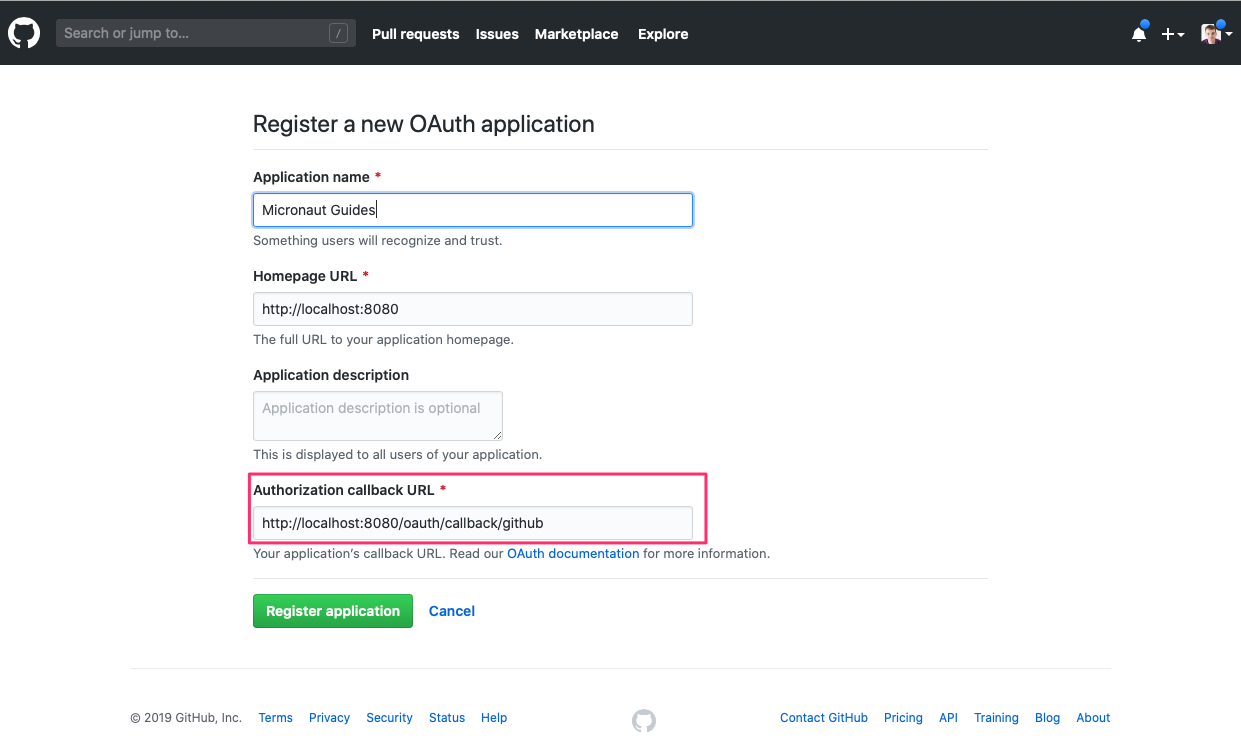 Search or jump to... /
Pull requests Issues Marketplace Explore
Register a new OAuth application
Application name *
Micronaut Guides
Something users will recognize and trust.
Homepage URL *
http://localhost:8080
The full URL to your application homepage.
Application description
Application description is optional
This is displayed to all users of your application.
Authorization callback URL *
http://localhost:8080/oauth/callback/github
Your application's callback URL. Read our OAuth documentation for more information.
Register application Cancel
© 2019 GitHub, Inc. Terms Privacy Security Status Help Contact GitHub Pricing API Training Blog About